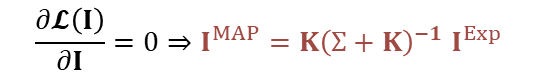 ∂𝓛(𝐈)/∂𝐈 = 0 ⇒ 𝐈^MAP = 𝐊(Σ + 𝐊)^−𝟏 𝐈^Exp